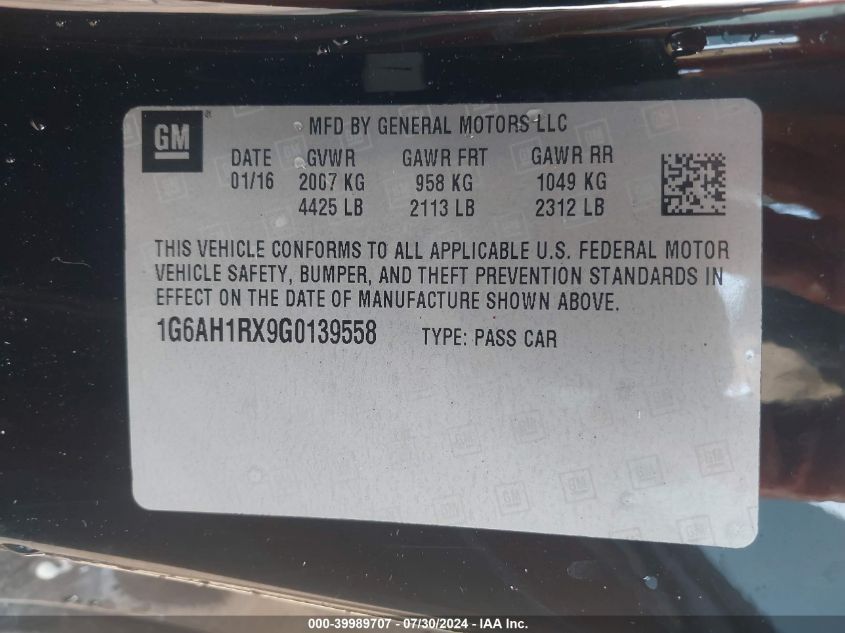 GM®
MFD BY GENERAL MOTORS LLC
DATE GVWR GAWR FRT GAWR RR
01/16 2007 KG 958 KG 1049 KG
4425 LB 2113 LB 2312 LB
THIS VEHICLE CONFORMS TO ALL APPLICABLE U.S. FEDERAL MOTOR
VEHICLE SAFETY, BUMPER, AND THEFT PREVENTION STANDARDS IN
EFFECT ON THE DATE OF MANUFACTURE SHOWN ABOVE.
1G6AH1RX9G0139558 TYPE: PASS CAR
000-39989707 - 07/30/2024 - IAA Inc.